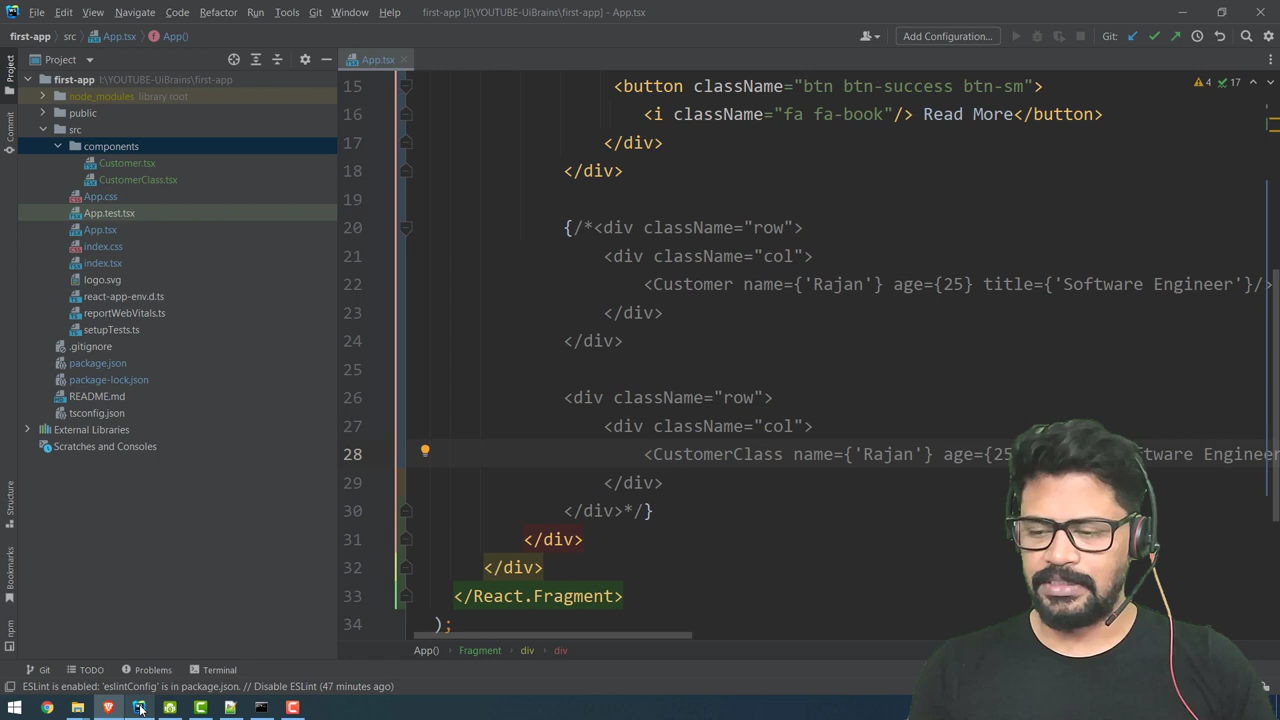 File Edit View Navigate Code Refactor Run Tools Git Window Help first-app [I:\YOUTUBE-UiBrains\first-app] - App.tsx
first-app src App.tsx App() Add Configuration... Git:
Project App.tsx
Project
Commit
Structure
Bookmarks
npm
first-app I:\YOUTUBE-UiBrains\first-app
node_modules library root
public
src
components
Customer.tsx
CustomerClass.tsx
App.css
App.test.tsx
App.tsx
index.css
index.tsx
logo.svg
react-app-env.d.ts
reportWebVitals.ts
setupTests.ts
.gitignore
package.json
package-lock.json
README.md
tsconfig.json
External Libraries
Scratches and Consoles
4 17
15 <button className="btn btn-success btn-sm">
16 <i className="fa fa-book"/> Read More</button>
17 </div>
18 </div>
19
20 {/*<div className="row">
21 <div className="col">
22 <Customer name={'Rajan'} age={25} title={'Software Engineer'}/>
23 </div>
24 </div>
25
26 <div className="row">
27 <div className="col">
28 <CustomerClass name={'Rajan'} age={25 tware Engineer
29 </div>
30 </div>*/}
31 </div>
32 </div>
33 </React.Fragment>
34 );
App() Fragment div div
Git TODO Problems Terminal
ESLint is enabled: 'eslintConfig' is in package.json. // Disable ESLint (47 minutes ago)